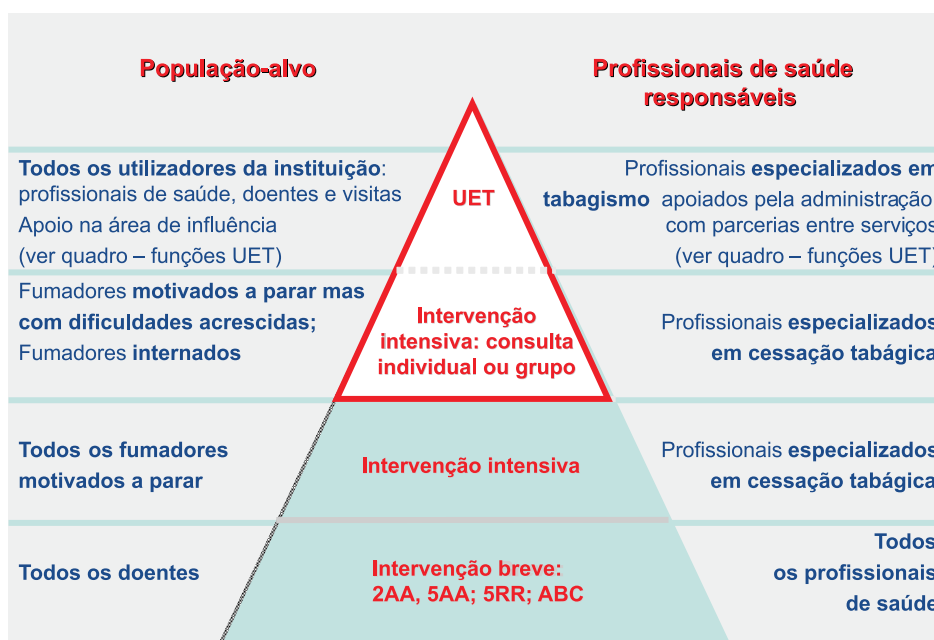 População-alvo
Profissionais de saúde
responsáveis
Todos os utilizadores da instituição:
profissionais de saúde, doentes e visitas
Apoio na área de influência
(ver quadro – funções UET)
UET
Profissionais especializados em
tabagismo apoiados pela administração
com parcerias entre serviços
(ver quadro – funções UET)
Fumadores motivados a parar mas
com dificuldades acrescidas;
Fumadores internados
Intervenção
intensiva: consulta
individual ou grupo
Profissionais especializados
em cessação tabágica
Todos os fumadores
motivados a parar
Intervenção intensiva
Profissionais especializados
em cessação tabágica
Todos os doentes
Intervenção breve:
2AA, 5AA; 5RR; ABC
Todos
os profissionais
de saúde